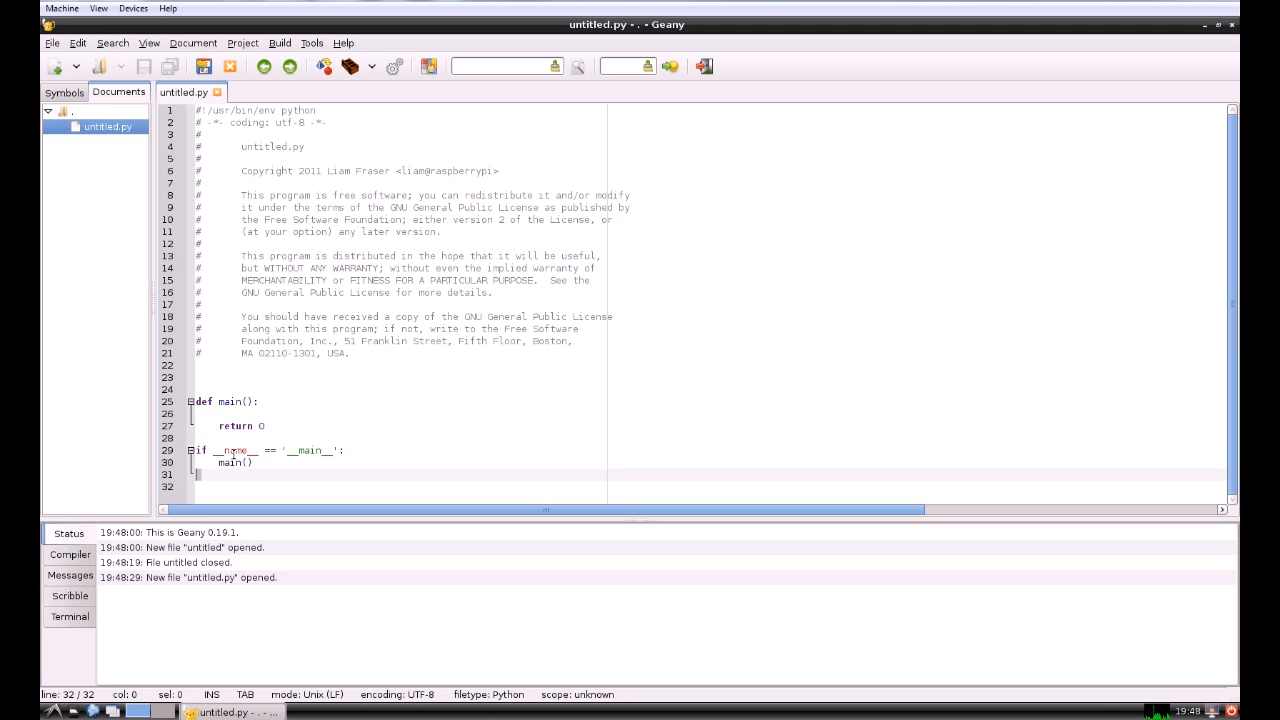 Machine View Devices Help
untitled.py - . - Geany
File Edit Search View Document Project Build Tools Help
Symbols Documents untitled.py
.
untitled.py
1 #!/usr/bin/env python
2 # -*- coding: utf-8 -*-
3 #
4 # untitled.py
5 #
6 # Copyright 2011 Liam Fraser <liam@raspberrypi>
7 #
8 # This program is free software; you can redistribute it and/or modify
9 # it under the terms of the GNU General Public License as published by
10 # the Free Software Foundation; either version 2 of the License, or
11 # (at your option) any later version.
12 #
13 # This program is distributed in the hope that it will be useful,
14 # but WITHOUT ANY WARRANTY; without even the implied warranty of
15 # MERCHANTABILITY or FITNESS FOR A PARTICULAR PURPOSE. See the
16 # GNU General Public License for more details.
17 #
18 # You should have received a copy of the GNU General Public License
19 # along with this program; if not, write to the Free Software
20 # Foundation, Inc., 51 Franklin Street, Fifth Floor, Boston,
21 # MA 02110-1301, USA.
22
23
24
25 def main():
26
27 return 0
28
29 if __name__ == '__main__':
30 main()
31
32
Status
Compiler
Messages
Scribble
Terminal
19:48:00: This is Geany 0.19.1.
19:48:00: New file "untitled" opened.
19:48:19: File untitled closed.
19:48:29: New file "untitled.py" opened.
line: 32 / 32 col: 0 sel: 0 INS TAB mode: Unix (LF) encoding: UTF-8 filetype: Python scope: unknown
untitled.py - . - ... 19:48